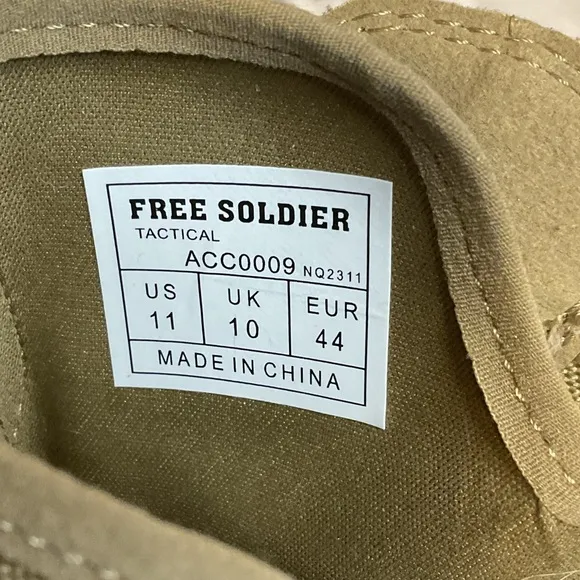 FREE SOLDIER
TACTICAL
ACC0009 NQ2311
US UK EUR
11 10 44
MADE IN CHINA